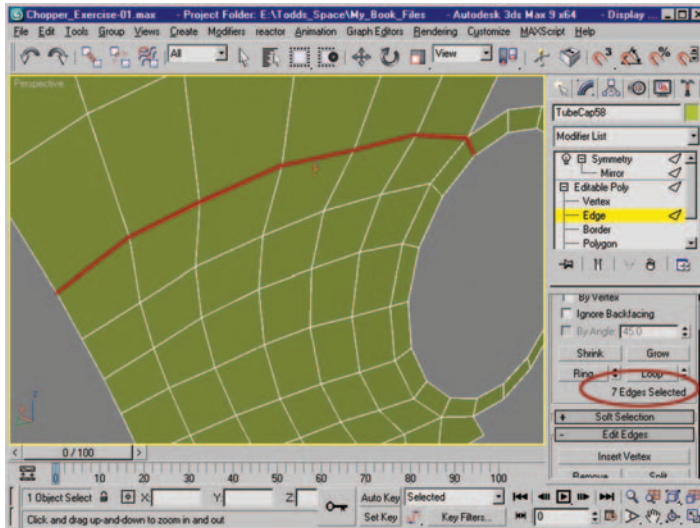 Chopper_Exercise-01.max - Project Folder: E:\Todds_Space\My_Book_Files - Autodesk 3ds Max 9 x64 - Display ...
File Edit Tools Group Views Create Modifiers reactor Animation Graph Editors Rendering Customize MAXScript Help
All
View
Perspective
TubeCap58
Modifier List
Symmetry
Mirror
Editable Poly
Vertex
Edge
Border
Polygon
By Vertex
Ignore Backfacing
By Angle: 45.0
Shrink Grow
Ring Loop
7 Edges Selected
+ Soft Selection
- Edit Edges
Insert Vertex
Remove Split
0 / 100
0 10 20 30 40 50 60 70 80 90 100
1 Object Select X: Y: Z: Auto Key Selected
Click and drag up-and-down to zoom in and out Set Key Key Filters... 0